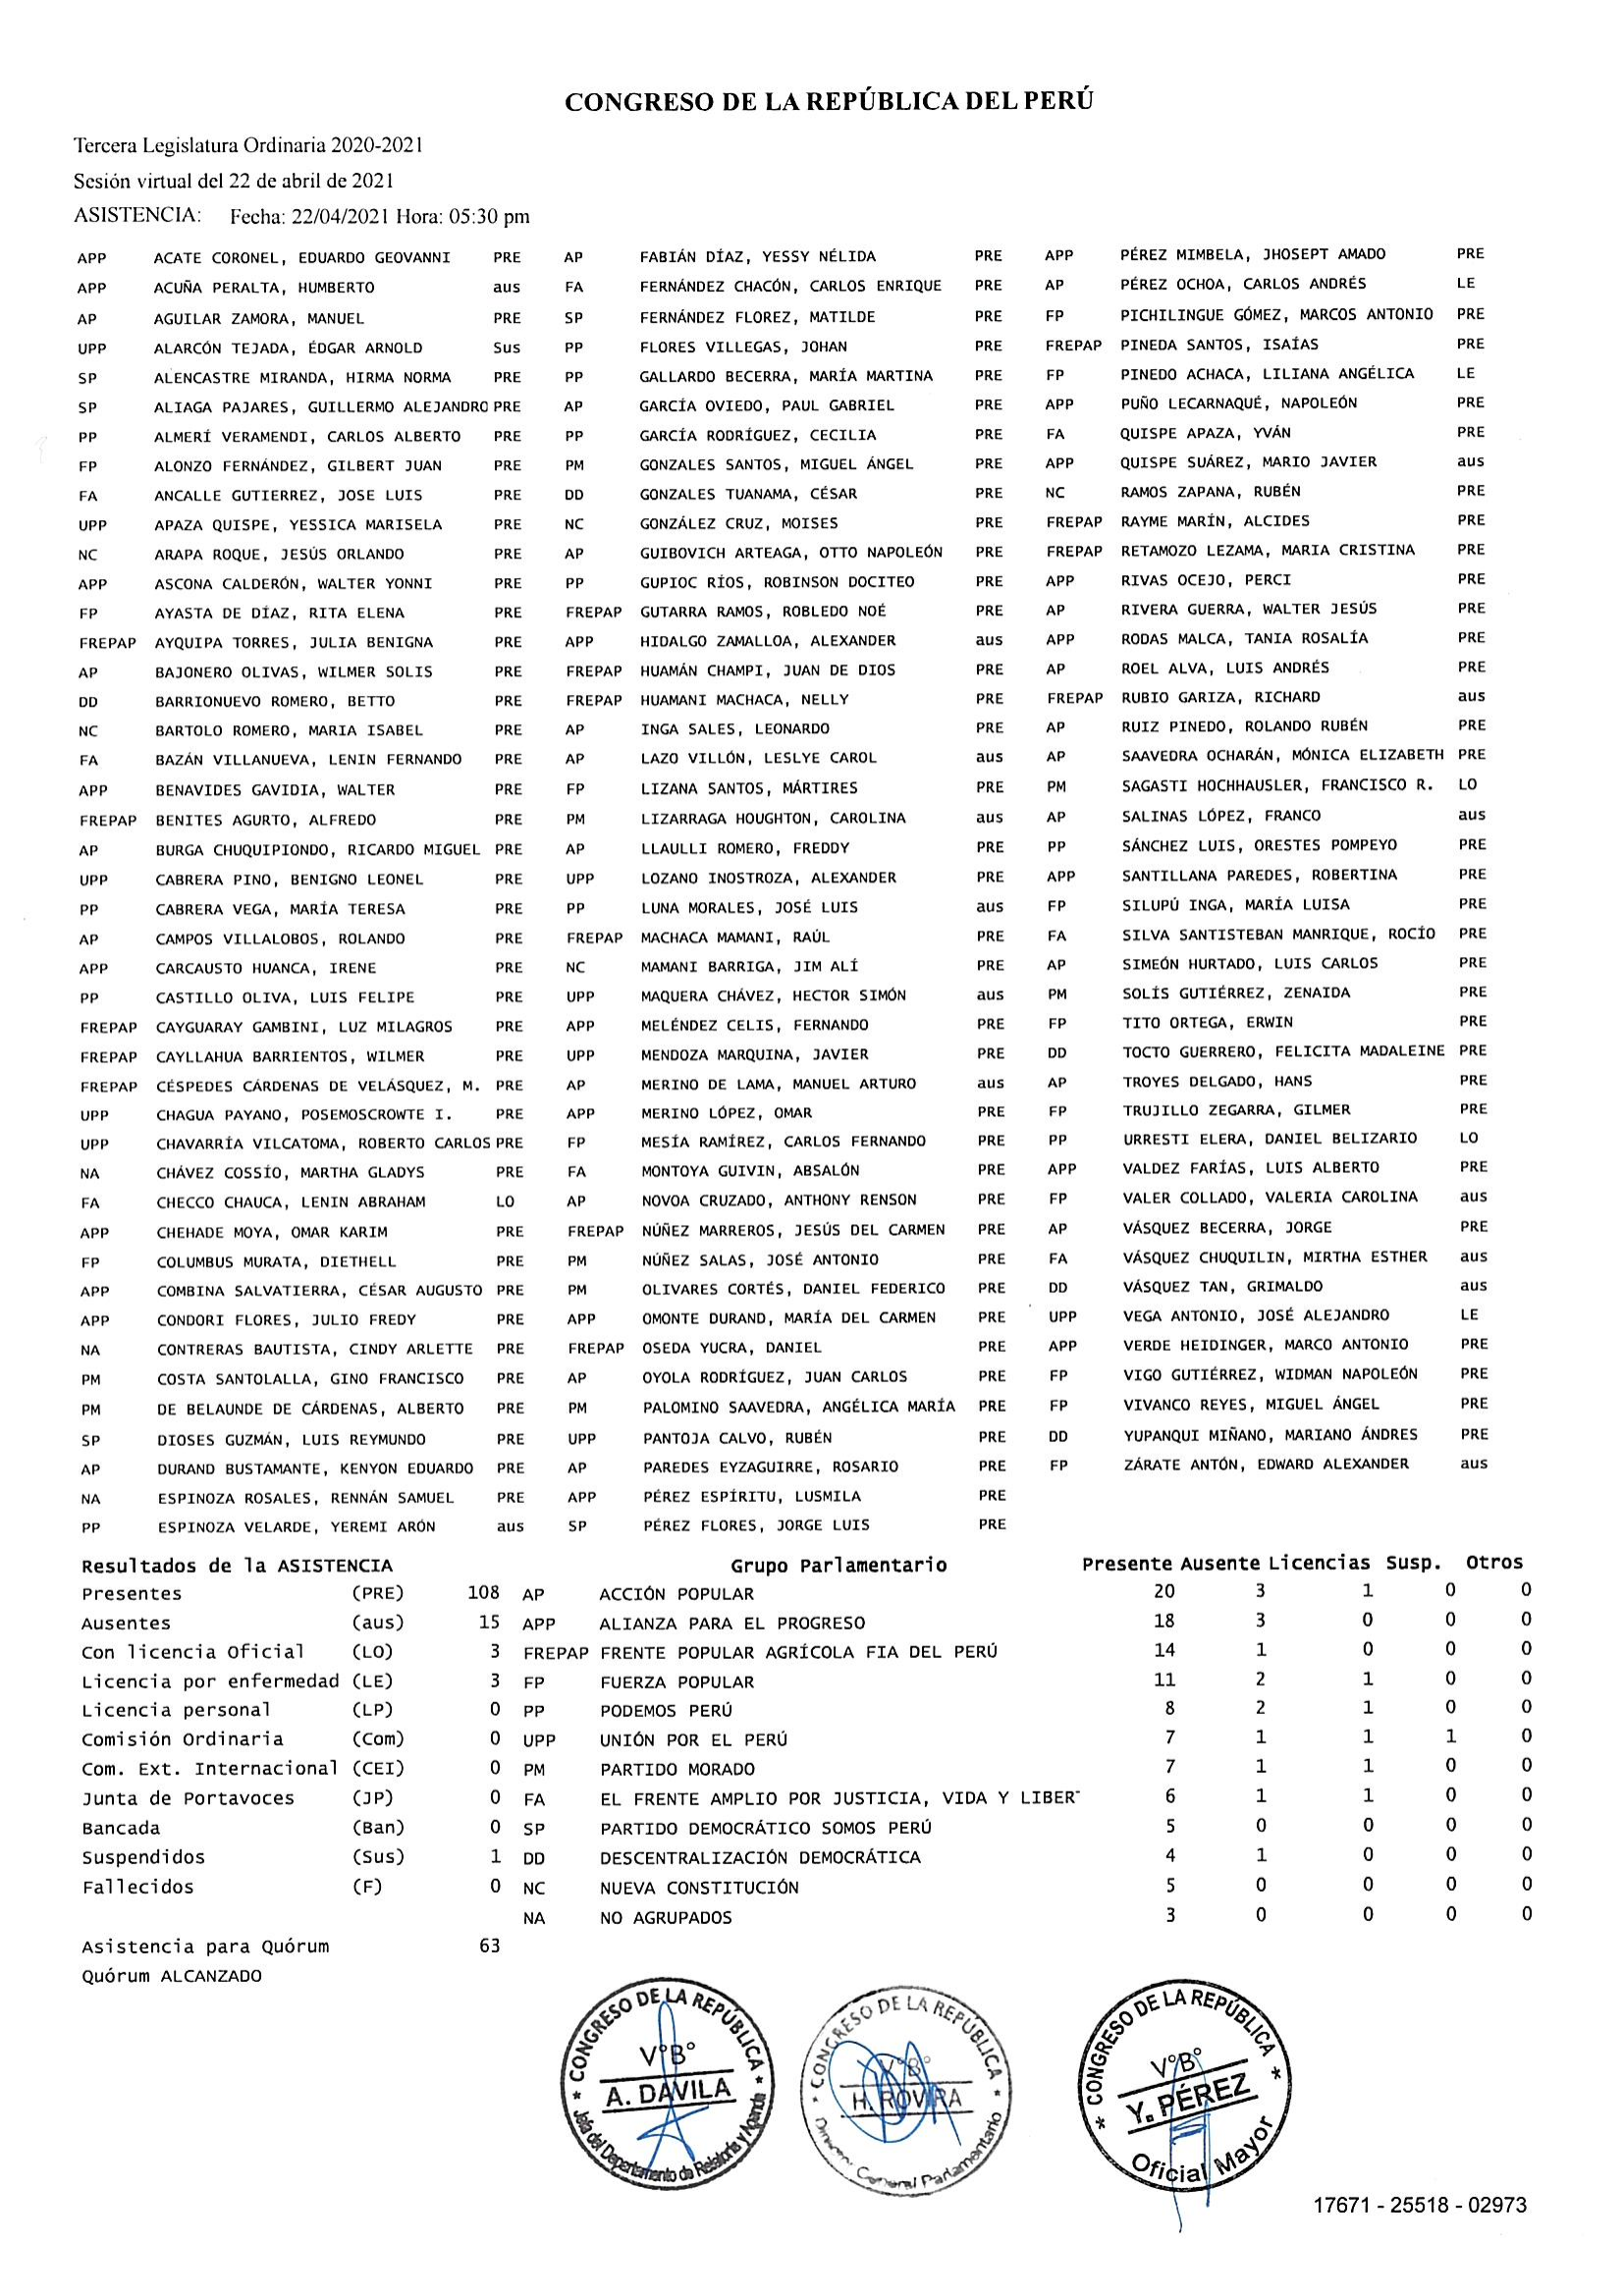 CONGRESO DE LA REPÚBLICA DEL PERÚ
Tercera Legislatura Ordinaria 2020-2021
Sesión virtual del 22 de abril de 2021
ASISTENCIA: Fecha: 22/04/2021 Hora: 05:30 pm
APP ACATE CORONEL, EDUARDO GEOVANNI PRE AP FABIÁN DÍAZ, YESSY NÉLIDA PRE APP PÉREZ MIMBELA, JHOSEPT AMADO PRE
APP ACUÑA PERALTA, HUMBERTO aus FA FERNÁNDEZ CHACÓN, CARLOS ENRIQUE PRE AP PÉREZ OCHOA, CARLOS ANDRÉS LE
AP AGUILAR ZAMORA, MANUEL PRE SP FERNÁNDEZ FLOREZ, MATILDE PRE FP PICHILINGUE GÓMEZ, MARCOS ANTONIO PRE
UPP ALARCÓN TEJADA, ÉDGAR ARNOLD Sus PP FLORES VILLEGAS, JOHAN PRE FREPAP PINEDA SANTOS, ISAÍAS PRE
SP ALENCASTRE MIRANDA, HIRMA NORMA PRE PP GALLARDO BECERRA, MARÍA MARTINA PRE FP PINEDO ACHACA, LILIANA ANGÉLICA LE
SP ALIAGA PAJARES, GUILLERMO ALEJANDRO PRE AP GARCÍA OVIEDO, PAUL GABRIEL PRE APP PUÑO LECARNAQUÉ, NAPOLEÓN PRE
PP ALMERÍ VERAMENDI, CARLOS ALBERTO PRE PP GARCÍA RODRÍGUEZ, CECILIA PRE FA QUISPE APAZA, YVÁN PRE
FP ALONZO FERNÁNDEZ, GILBERT JUAN PRE PM GONZALES SANTOS, MIGUEL ÁNGEL PRE APP QUISPE SUÁREZ, MARIO JAVIER aus
FA ANCALLE GUTIERREZ, JOSE LUIS PRE DD GONZALES TUANAMA, CÉSAR PRE NC RAMOS ZAPANA, RUBÉN PRE
UPP APAZA QUISPE, YESSICA MARISELA PRE NC GONZÁLEZ CRUZ, MOISES PRE FREPAP RAYME MARÍN, ALCIDES PRE
NC ARAPA ROQUE, JESÚS ORLANDO PRE AP GUIBOVICH ARTEAGA, OTTO NAPOLEÓN PRE FREPAP RETAMOZO LEZAMA, MARIA CRISTINA PRE
APP ASCONA CALDERÓN, WALTER YONNI PRE PP GUPIOC RÍOS, ROBINSON DOCITEO PRE APP RIVAS OCEJO, PERCI PRE
FP AYASTA DE DÍAZ, RITA ELENA PRE FREPAP GUTARRA RAMOS, ROBLEDO NOÉ PRE AP RIVERA GUERRA, WALTER JESÚS PRE
FREPAP AYQUIPA TORRES, JULIA BENIGNA PRE APP HIDALGO ZAMALLOA, ALEXANDER aus APP RODAS MALCA, TANIA ROSALÍA PRE
AP BAJONERO OLIVAS, WILMER SOLIS PRE FREPAP HUAMÁN CHAMPI, JUAN DE DIOS PRE AP ROEL ALVA, LUIS ANDRÉS PRE
DD BARRIONUEVO ROMERO, BETTO PRE FREPAP HUAMANI MACHACA, NELLY PRE FREPAP RUBIO GARIZA, RICHARD aus
NC BARTOLO ROMERO, MARIA ISABEL PRE AP INGA SALES, LEONARDO PRE AP RUIZ PINEDO, ROLANDO RUBÉN PRE
FA BAZÁN VILLANUEVA, LENIN FERNANDO PRE AP LAZO VILLÓN, LESLYE CAROL aus AP SAAVEDRA OCHARÁN, MÓNICA ELIZABETH PRE
APP BENAVIDES GAVIDIA, WALTER PRE FP LIZANA SANTOS, MÁRTIRES PRE PM SAGASTI HOCHHAUSLER, FRANCISCO R. LO
FREPAP BENITES AGURTO, ALFREDO PRE PM LIZARRAGA HOUGHTON, CAROLINA aus AP SALINAS LÓPEZ, FRANCO aus
AP BURGA CHUQUIPIONDO, RICARDO MIGUEL PRE AP LLAULLI ROMERO, FREDDY PRE PP SÁNCHEZ LUIS, ORESTES POMPEYO PRE
UPP CABRERA PINO, BENIGNO LEONEL PRE UPP LOZANO INOSTROZA, ALEXANDER PRE APP SANTILLANA PAREDES, ROBERTINA PRE
PP CABRERA VEGA, MARÍA TERESA PRE PP LUNA MORALES, JOSÉ LUIS aus FP SILUPÚ INGA, MARÍA LUISA PRE
AP CAMPOS VILLALOBOS, ROLANDO PRE FREPAP MACHACA MAMANI, RAÚL PRE FA SILVA SANTISTEBAN MANRIQUE, ROCÍO PRE
APP CARCAUSTO HUANCA, IRENE PRE NC MAMANI BARRIGA, JIM ALÍ PRE AP SIMEÓN HURTADO, LUIS CARLOS PRE
PP CASTILLO OLIVA, LUIS FELIPE PRE UPP MAQUERA CHÁVEZ, HECTOR SIMÓN aus PM SOLÍS GUTIÉRREZ, ZENAIDA PRE
FREPAP CAYGUARAY GAMBINI, LUZ MILAGROS PRE APP MELÉNDEZ CELIS, FERNANDO PRE FP TITO ORTEGA, ERWIN PRE
FREPAP CAYLLAHUA BARRIENTOS, WILMER PRE UPP MENDOZA MARQUINA, JAVIER PRE DD TOCTO GUERRERO, FELICITA MADALEINE PRE
FREPAP CÉSPEDES CÁRDENAS DE VELÁSQUEZ, M. PRE AP MERINO DE LAMA, MANUEL ARTURO aus AP TROYES DELGADO, HANS PRE
UPP CHAGUA PAYANO, POSEMOSCROWTE I. PRE APP MERINO LÓPEZ, OMAR PRE FP TRUJILLO ZEGARRA, GILMER PRE
UPP CHAVARRÍA VILCATOMA, ROBERTO CARLOS PRE FP MESÍA RAMÍREZ, CARLOS FERNANDO PRE PP URRESTI ELERA, DANIEL BELIZARIO LO
NA CHÁVEZ COSSÍO, MARTHA GLADYS PRE FA MONTOYA GUIVIN, ABSALÓN PRE APP VALDEZ FARÍAS, LUIS ALBERTO PRE
FA CHECCO CHAUCA, LENIN ABRAHAM LO AP NOVOA CRUZADO, ANTHONY RENSON PRE FP VALER COLLADO, VALERIA CAROLINA aus
APP CHEHADE MOYA, OMAR KARIM PRE FREPAP NÚÑEZ MARREROS, JESÚS DEL CARMEN PRE AP VÁSQUEZ BECERRA, JORGE PRE
FP COLUMBUS MURATA, DIETHELL PRE PM NÚÑEZ SALAS, JOSÉ ANTONIO PRE FA VÁSQUEZ CHUQUILIN, MIRTHA ESTHER aus
APP COMBINA SALVATIERRA, CÉSAR AUGUSTO PRE PM OLIVARES CORTÉS, DANIEL FEDERICO PRE DD VÁSQUEZ TAN, GRIMALDO aus
APP CONDORI FLORES, JULIO FREDY PRE APP OMONTE DURAND, MARÍA DEL CARMEN PRE UPP VEGA ANTONIO, JOSÉ ALEJANDRO LE
NA CONTRERAS BAUTISTA, CINDY ARLETTE PRE FREPAP OSEDA YUCRA, DANIEL PRE APP VERDE HEIDINGER, MARCO ANTONIO PRE
PM COSTA SANTOLALLA, GINO FRANCISCO PRE AP OYOLA RODRÍGUEZ, JUAN CARLOS PRE FP VIGO GUTIÉRREZ, WIDMAN NAPOLEÓN PRE
PM DE BELAUNDE DE CÁRDENAS, ALBERTO PRE PM PALOMINO SAAVEDRA, ANGÉLICA MARÍA PRE FP VIVANCO REYES, MIGUEL ÁNGEL PRE
SP DIOSES GUZMÁN, LUIS REYMUNDO PRE UPP PANTOJA CALVO, RUBÉN PRE DD YUPANQUI MIÑANO, MARIANO ÁNDRES PRE
AP DURAND BUSTAMANTE, KENYON EDUARDO PRE AP PAREDES EYZAGUIRRE, ROSARIO PRE FP ZÁRATE ANTÓN, EDWARD ALEXANDER aus
NA ESPINOZA ROSALES, RENNÁN SAMUEL PRE APP PÉREZ ESPÍRITU, LUSMILA PRE
PP ESPINOZA VELARDE, YEREMI ARÓN aus SP PÉREZ FLORES, JORGE LUIS PRE
Resultados de la ASISTENCIA Grupo Parlamentario Presente Ausente Licencias Susp. Otros
Presentes (PRE) 108 AP ACCIÓN POPULAR 20 3 1 0 0
Ausentes (aus) 15 APP ALIANZA PARA EL PROGRESO 18 3 0 0 0
Con licencia Oficial (LO) 3 FREPAP FRENTE POPULAR AGRÍCOLA FIA DEL PERÚ 14 1 0 0 0
Licencia por enfermedad (LE) 3 FP FUERZA POPULAR 11 2 1 0 0
Licencia personal (LP) 0 PP PODEMOS PERÚ 8 2 1 0 0
Comisión Ordinaria (Com) 0 UPP UNIÓN POR EL PERÚ 7 1 1 1 0
Com. Ext. Internacional (CEI) 0 PM PARTIDO MORADO 7 1 1 0 0
Junta de Portavoces (JP) 0 FA EL FRENTE AMPLIO POR JUSTICIA, VIDA Y LIBER 6 1 1 0 0
Bancada (Ban) 0 SP PARTIDO DEMOCRÁTICO SOMOS PERÚ 5 0 0 0 0
Suspendidos (Sus) 1 DD DESCENTRALIZACIÓN DEMOCRÁTICA 4 1 0 0 0
Fallecidos (F) 0 NC NUEVA CONSTITUCIÓN 5 0 0 0 0
NA NO AGRUPADOS 3 0 0 0 0
Asistencia para Quórum 63
Quórum ALCANZADO
* CONGRESO DE LA REPÚBLICA *
V°B°
A. DAVILA
Jefa del Departamento de Relatoría y Agenda
* CONGRESO DE LA REPÚBLICA *
V°B°
H. ROVIRA
General Parlamentario
* CONGRESO DE LA REPÚBLICA *
V°B°
Y. PÉREZ
Oficial Mayor
17671 - 25518 - 02973